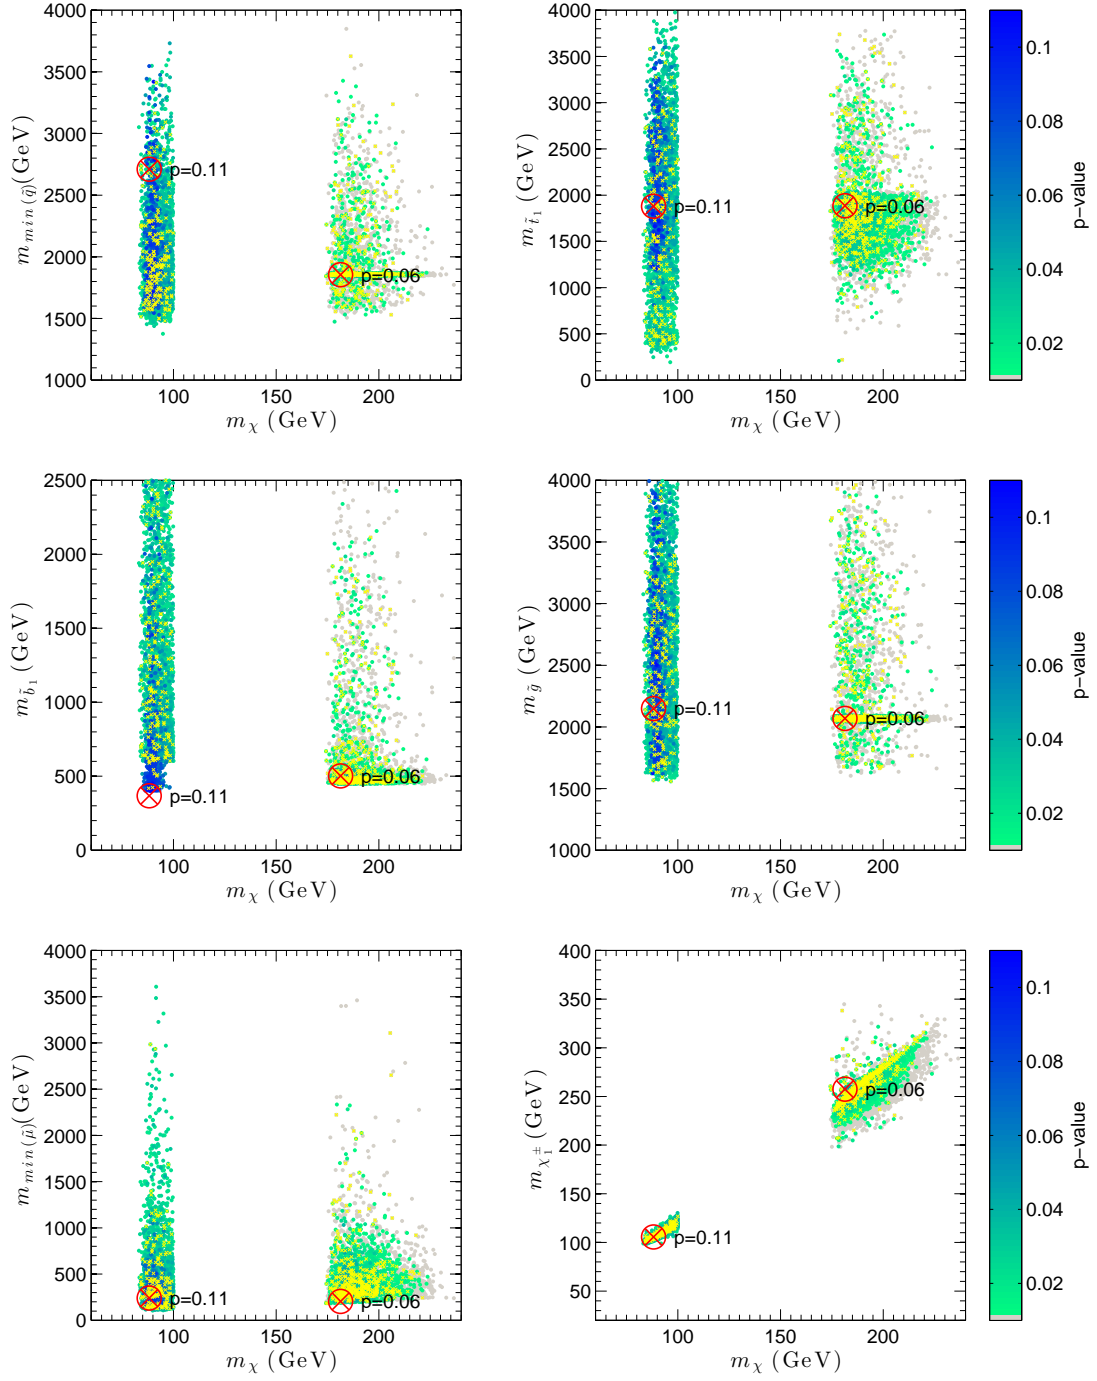 4000
3500
3000
2500
2000
1500
1000
100
150
200
m_{min(q̃)}(GeV)
p=0.11
p=0.06
m_χ (GeV)
4000
3500
3000
2500
2000
1500
1000
500
0
100
150
200
m_{t̃_1}(GeV)
p=0.11
p=0.06
m_χ (GeV)
0.1
0.08
0.06
0.04
0.02
p−value
2500
2000
1500
1000
500
0
100
150
200
m_{b̃_1}(GeV)
p=0.11
p=0.06
m_χ (GeV)
4000
3500
3000
2500
2000
1500
1000
100
150
200
m_{g̃} (GeV)
p=0.11
p=0.06
m_χ (GeV)
0.1
0.08
0.06
0.04
0.02
p−value
4000
3500
3000
2500
2000
1500
1000
500
0
100
150
200
m_{min(μ̃)}(GeV)
p=0.11
p=0.06
m_χ (GeV)
400
350
300
250
200
150
100
50
100
150
200
m_{χ_1^±}(GeV)
p=0.11
p=0.06
m_χ (GeV)
0.1
0.08
0.06
0.04
0.02
p−value